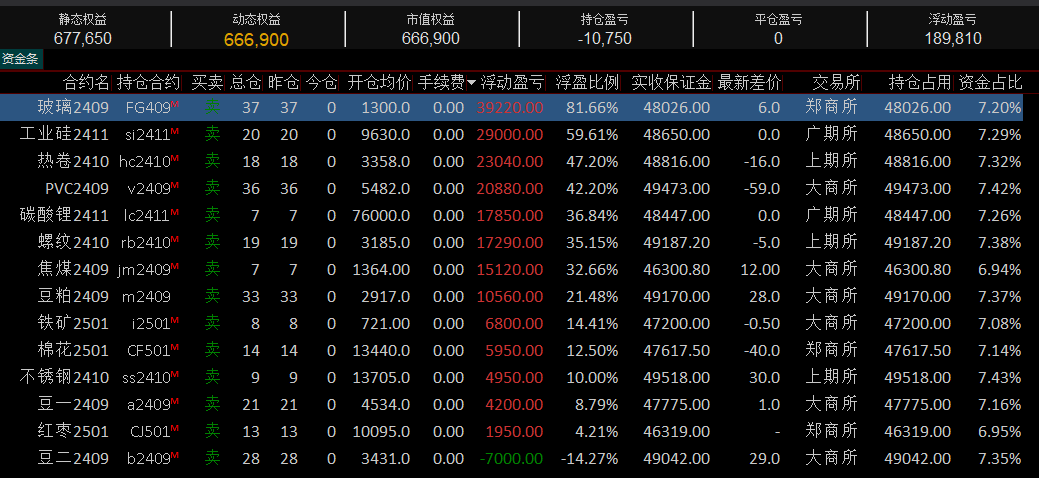 静态权益 动态权益 市值权益 持仓盈亏 平仓盈亏 浮动盈亏
677,650 666,900 666,900 -10,750 0 189,810
资金条
合约名 持仓合约 买卖 总仓 昨仓 今仓 开仓均价 手续费 浮动盈亏 浮盈比例 实收保证金 最新差价 交易所 持仓占用 资金占比
玻璃2409 FG409M 卖 37 37 0 1300.0 0.00 39220.00 81.66% 48026.00 6.0 郑商所 48026.00 7.20%
工业硅2411 si2411M 卖 20 20 0 9630.0 0.00 29000.00 59.61% 48650.00 0.0 广期所 48650.00 7.29%
热卷2410 hc2410M 卖 18 18 0 3358.0 0.00 23040.00 47.20% 48816.00 -16.0 上期所 48816.00 7.32%
PVC2409 v2409M 卖 36 36 0 5482.0 0.00 20880.00 42.20% 49473.00 -59.0 大商所 49473.00 7.42%
碳酸锂2411 lc2411M 卖 7 7 0 76000.0 0.00 17850.00 36.84% 48447.00 0.0 广期所 48447.00 7.26%
螺纹2410 rb2410M 卖 19 19 0 3185.0 0.00 17290.00 35.15% 49187.20 -5.0 上期所 49187.20 7.38%
焦煤2409 jm2409M 卖 7 7 0 1364.00 0.00 15120.00 32.66% 46300.80 12.00 大商所 46300.80 6.94%
豆粕2409 m2409 卖 33 33 0 2917.0 0.00 10560.00 21.48% 49170.00 28.0 大商所 49170.00 7.37%
铁矿2501 i2501M 卖 8 8 0 721.00 0.00 6800.00 14.41% 47200.00 -0.50 大商所 47200.00 7.08%
棉花2501 CF501M 卖 14 14 0 13440.0 0.00 5950.00 12.50% 47617.50 -40.0 郑商所 47617.50 7.14%
不锈钢2410 ss2410M 卖 9 9 0 13705.0 0.00 4950.00 10.00% 49518.00 30.0 上期所 49518.00 7.43%
豆一2409 a2409M 卖 21 21 0 4534.0 0.00 4200.00 8.79% 47775.00 1.0 大商所 47775.00 7.16%
红枣2501 CJ501M 卖 13 13 0 10095.0 0.00 1950.00 4.21% 46319.00 - 郑商所 46319.00 6.95%
豆二2409 b2409M 卖 28 28 0 3431.0 0.00 -7000.00 -14.27% 49042.00 29.0 大商所 49042.00 7.35%